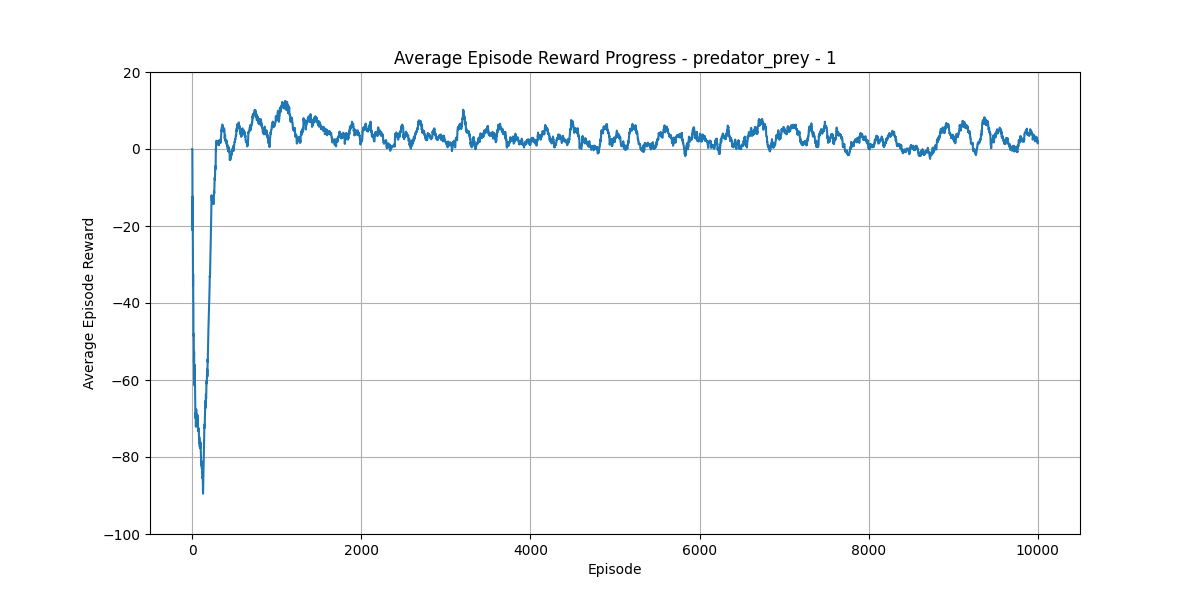 Average Episode Reward Progress - predator_prey - 1
20
0
−20
−40
−60
−80
−100
Average Episode Reward
0 2000 4000 6000 8000 10000
Episode